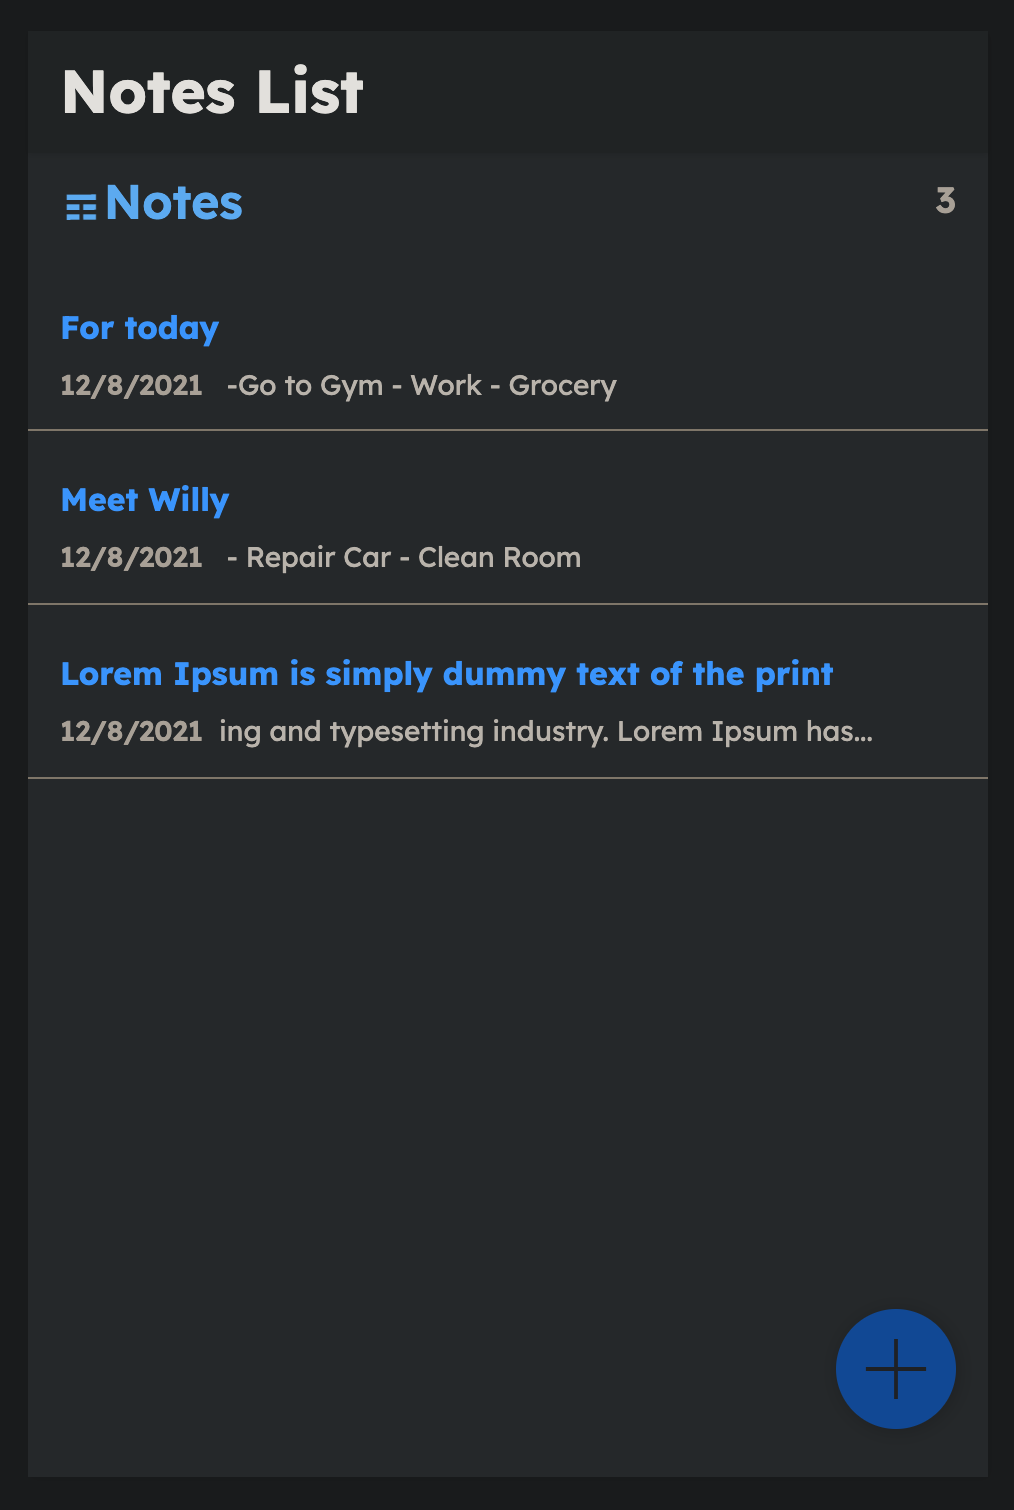 Notes List
Notes
3
For today
12/8/2021 -Go to Gym - Work - Grocery
Meet Willy
12/8/2021 - Repair Car - Clean Room
Lorem Ipsum is simply dummy text of the print
12/8/2021 ing and typesetting industry. Lorem Ipsum has...